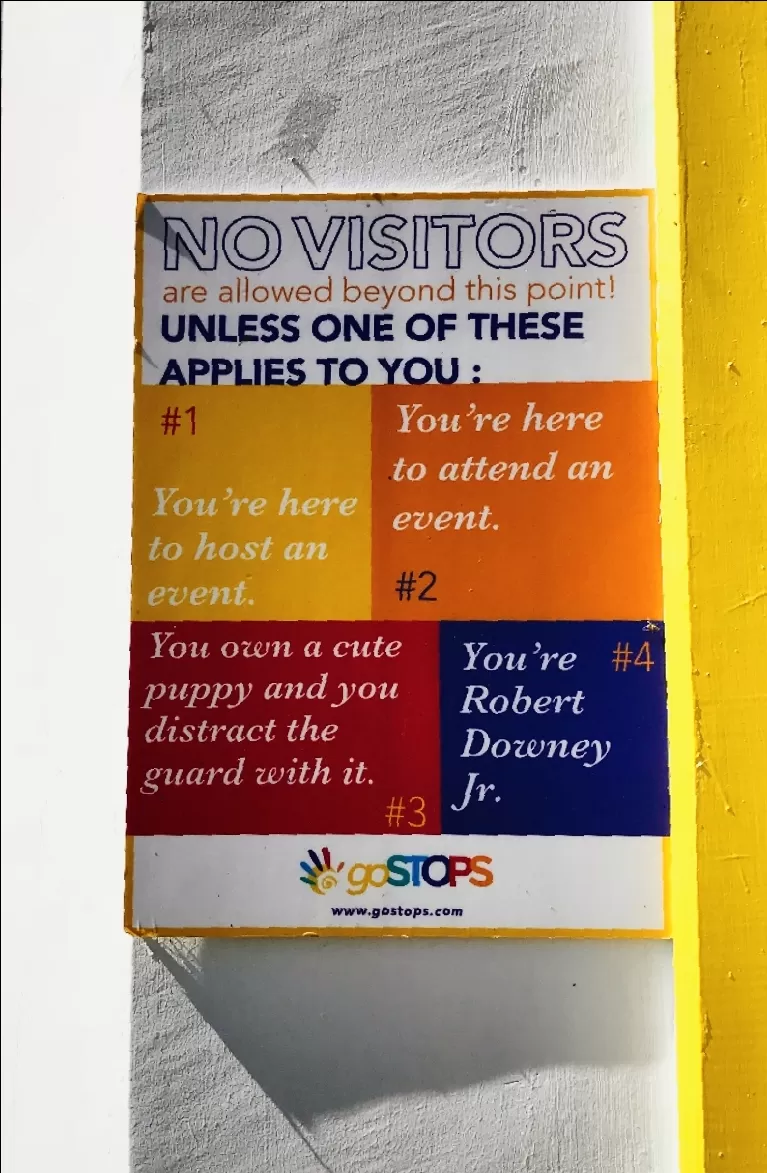 NO VISITORS
are allowed beyond this point!
UNLESS ONE OF THESE
APPLIES TO YOU :
#1
You're here
to host an
event.
You're here
to attend an
event.
#2
You own a cute
puppy and you
distract the
guard with it.
#3
You're #4
Robert
Downey
Jr.
goSTOPS
www.gostops.com